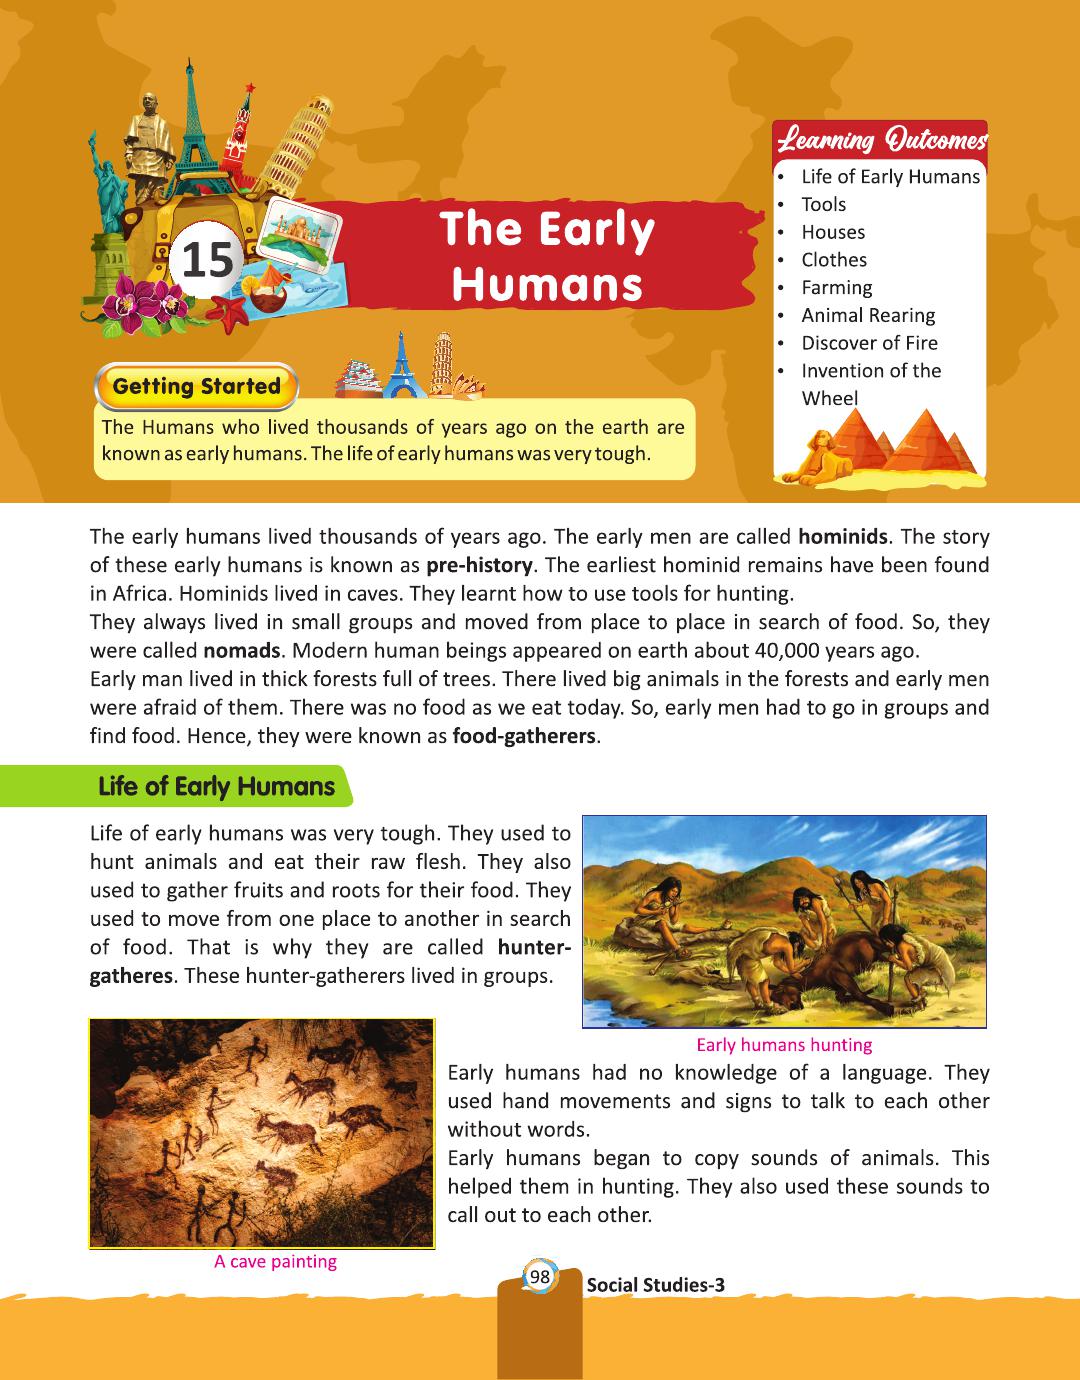 15
The Early
Humans
Learning Outcomes
• Life of Early Humans
• Tools
• Houses
• Clothes
• Farming
• Animal Rearing
• Discover of Fire
• Invention of the
Wheel
Getting Started
The Humans who lived thousands of years ago on the earth are
known as early humans. The life of early humans was very tough.
The early humans lived thousands of years ago. The early men are called hominids. The story
of these early humans is known as pre-history. The earliest hominid remains have been found
in Africa. Hominids lived in caves. They learnt how to use tools for hunting.
They always lived in small groups and moved from place to place in search of food. So, they
were called nomads. Modern human beings appeared on earth about 40,000 years ago.
Early man lived in thick forests full of trees. There lived big animals in the forests and early men
were afraid of them. There was no food as we eat today. So, early men had to go in groups and
find food. Hence, they were known as food-gatherers.
Life of Early Humans
Life of early humans was very tough. They used to
hunt animals and eat their raw flesh. They also
used to gather fruits and roots for their food. They
used to move from one place to another in search
of food. That is why they are called hunter-
gatheres. These hunter-gatherers lived in groups.
Early humans hunting
Early humans had no knowledge of a language. They
used hand movements and signs to talk to each other
without words.
Early humans began to copy sounds of animals. This
helped them in hunting. They also used these sounds to
call out to each other.
A cave painting
98
Social Studies-3